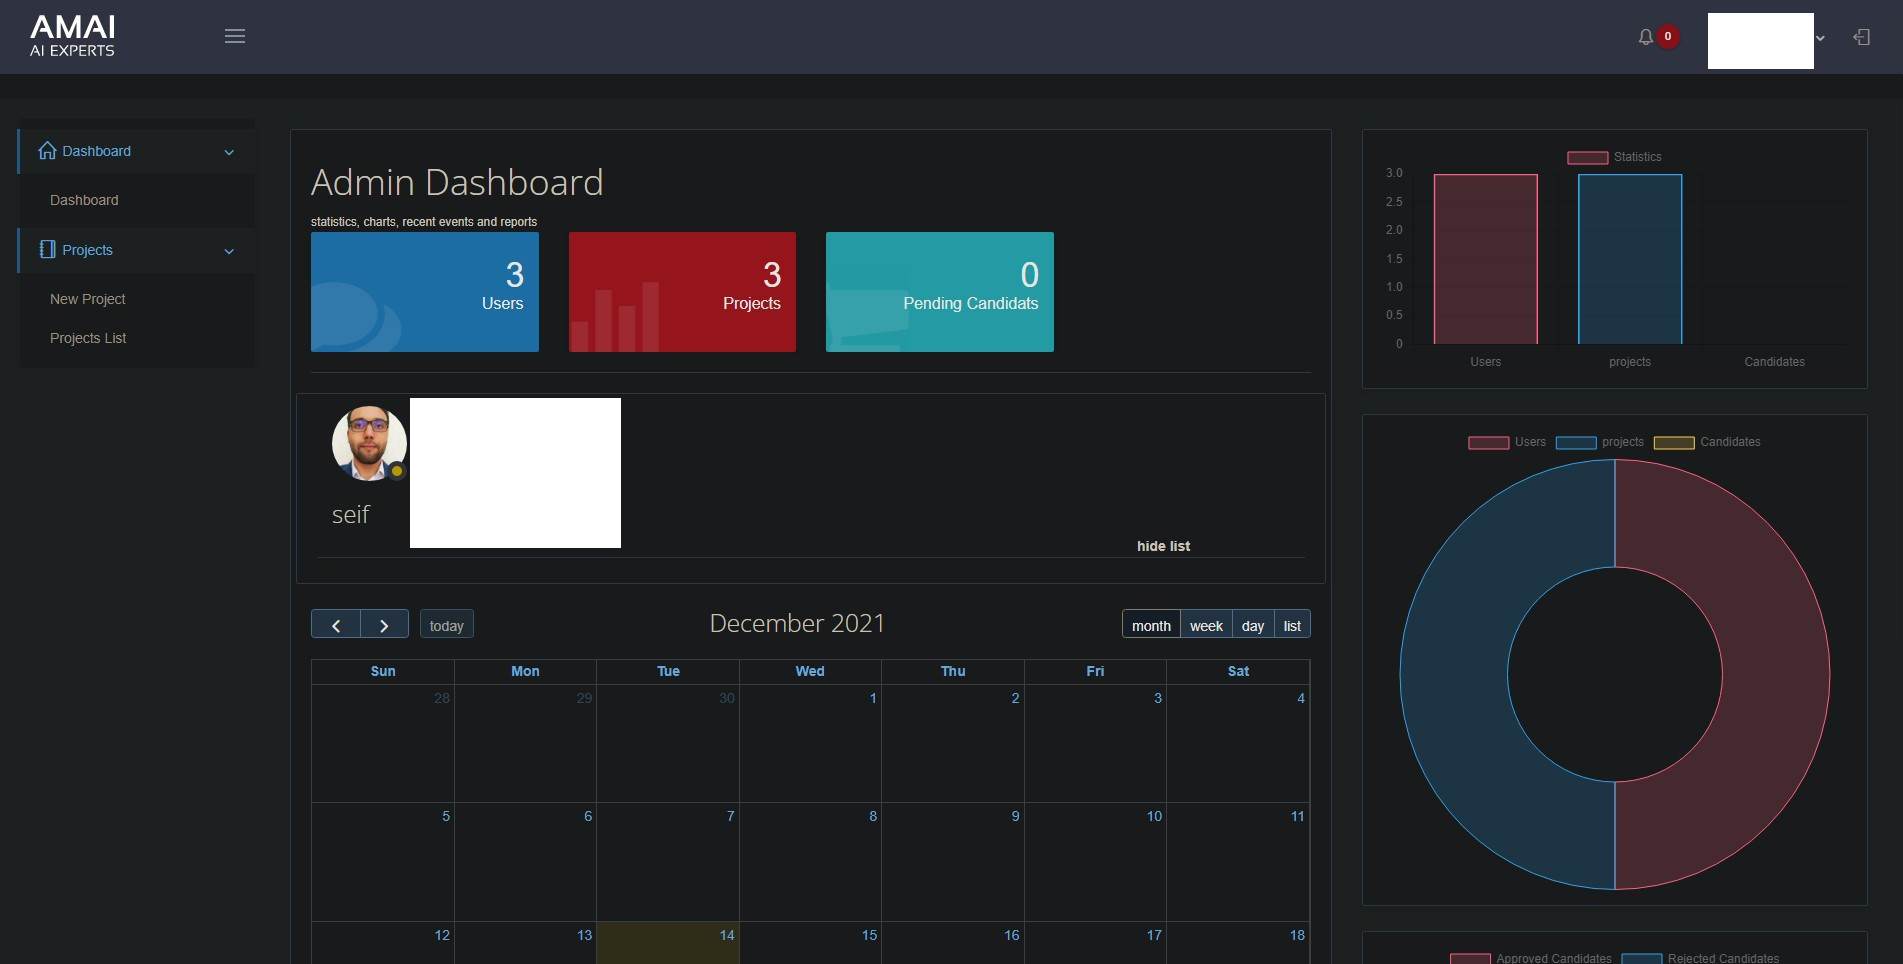 AMAI
AI EXPERTS
0
Dashboard
Dashboard
Projects
New Project
Projects List
Admin Dashboard
statistics, charts, recent events and reports
3
Users
3
Projects
0
Pending Candidats
seif
hide list
today
December 2021
month week day list
Sun Mon Tue Wed Thu Fri Sat
28 29 30 1 2 3 4
5 6 7 8 9 10 11
12 13 14 15 16 17 18
Statistics
3.0
2.5
2.0
1.5
1.0
0.5
0
Users projects Candidates
Users projects Candidates
Approved Candidates Rejected Candidates